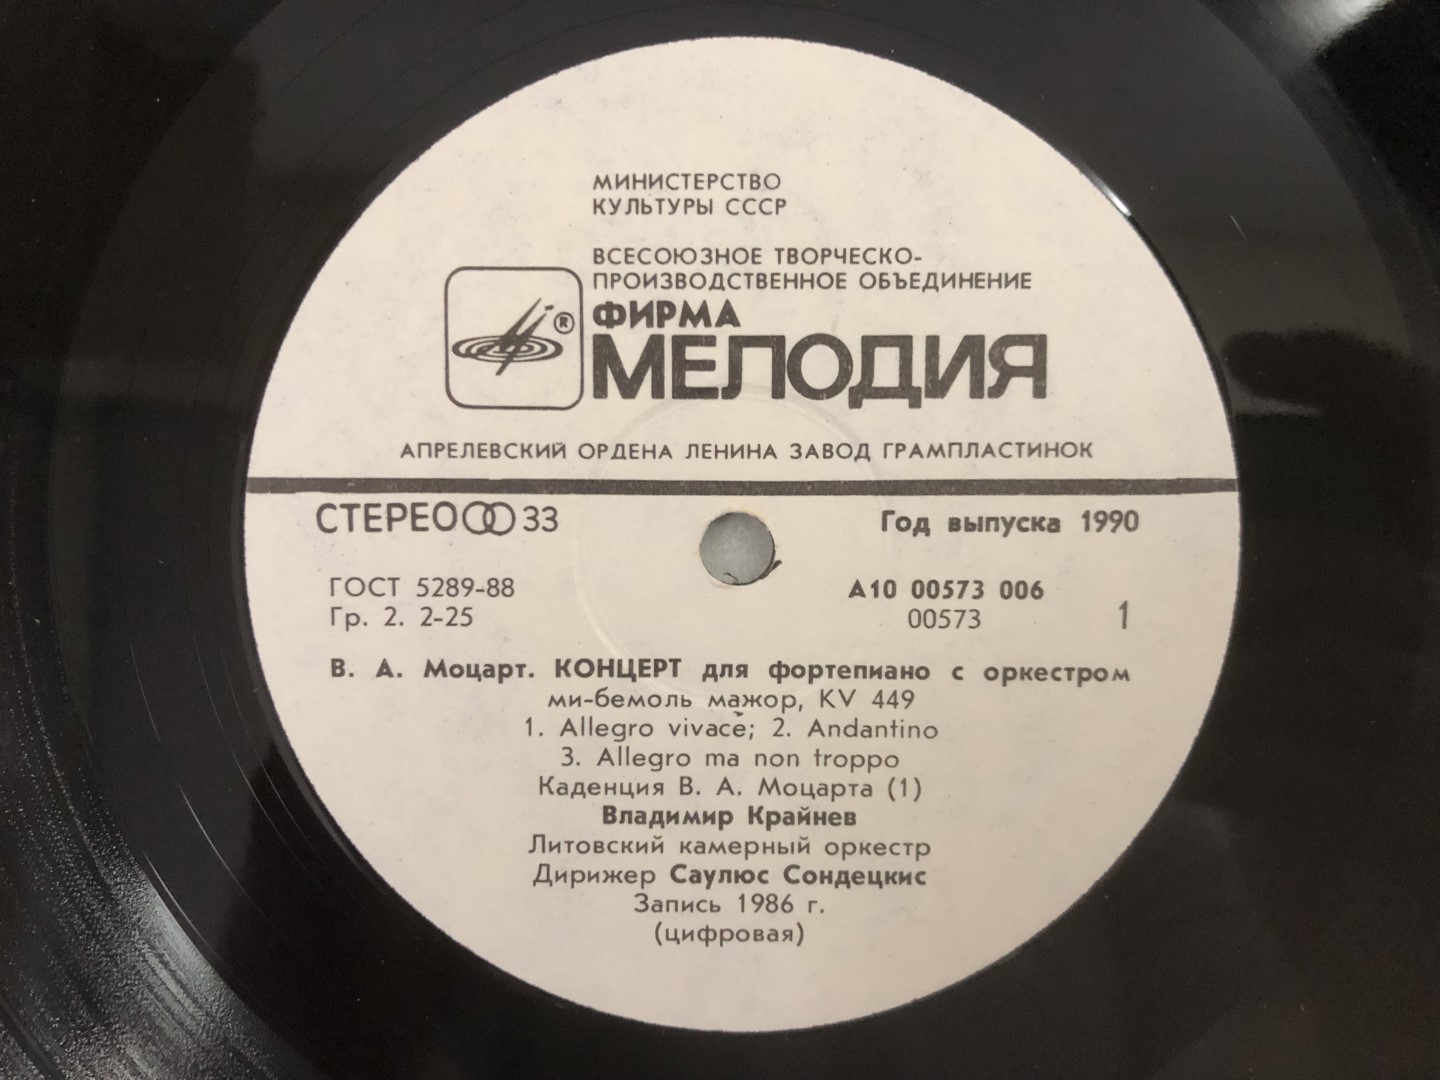 МИНИСТЕРСТВО
КУЛЬТУРЫ СССР
ВСЕСОЮЗНОЕ ТВОРЧЕСКО-
ПРОИЗВОДСТВЕННОЕ ОБЪЕДИНЕНИЕ
ФИРМА
®
МЕЛОДИЯ
АПРЕЛЕВСКИЙ ОРДЕНА ЛЕНИНА ЗАВОД ГРАМПЛАСТИНОК
СТЕРЕО 33
Год выпуска 1990
ГОСТ 5289-88
Гр. 2. 2-25
А10 00573 006
00573
1
В. А. Моцарт. КОНЦЕРТ для фортепиано с оркестром
ми-бемоль мажор, KV 449
1. Allegro vivace; 2. Andantino
3. Allegro ma non troppo
Каденция В. А. Моцарта (1)
Владимир Крайнев
Литовский камерный оркестр
Дирижер Саулюс Сондецкис
Запись 1986 г.
(цифровая)